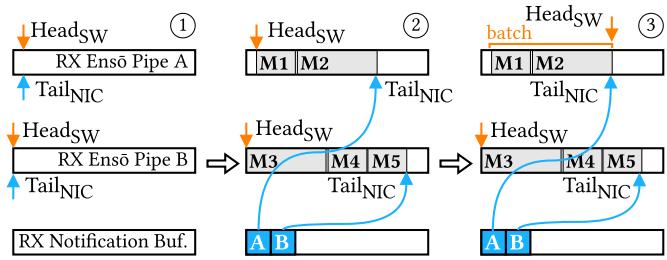 1
Head_SW
RX Ensō Pipe A
Tail_NIC
Head_SW
RX Ensō Pipe B
Tail_NIC
RX Notification Buf.
2
Head_SW
M1 M2
Tail_NIC
Head_SW
M3 M4 M5
Tail_NIC
A B
3
Head_SW
batch
M1 M2
Tail_NIC
Head_SW
M3 M4 M5
Tail_NIC
A B